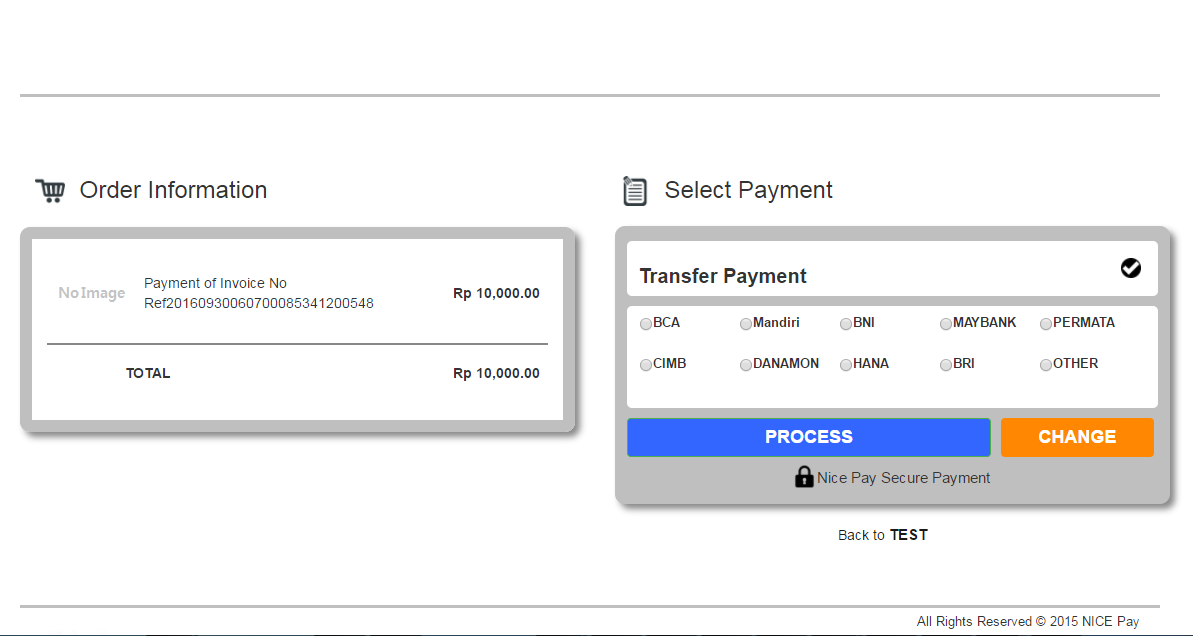 Order Information
No Image
Payment of Invoice No
Ref20160930060700085341200548
Rp 10,000.00
TOTAL
Rp 10,000.00
Select Payment
Transfer Payment
BCA
Mandiri
BNI
MAYBANK
PERMATA
CIMB
DANAMON
HANA
BRI
OTHER
PROCESS
CHANGE
Nice Pay Secure Payment
Back to TEST
All Rights Reserved © 2015 NICE Pay